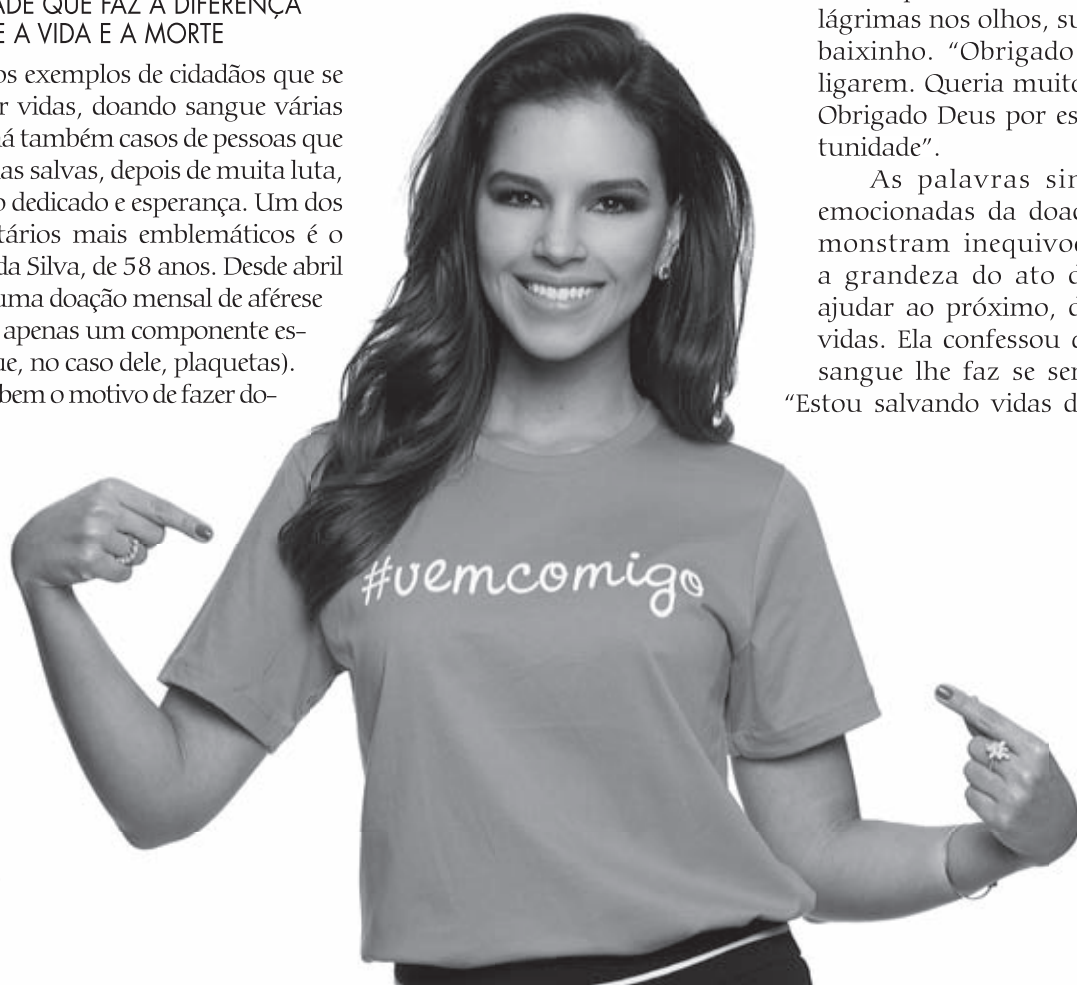 ADE QUE FAZ A DIFERENÇA
E A VIDA E A MORTE
os exemplos de cidadãos que se
r vidas, doando sangue várias
há também casos de pessoas que
as salvas, depois de muita luta,
o dedicado e esperança. Um dos
tários mais emblemáticos é o
da Silva, de 58 anos. Desde abril
uma doação mensal de aférese
apenas um componente es-
ue, no caso dele, plaquetas).
bem o motivo de fazer do-
#vemcomigo
lágrimas nos olhos, su
baixinho. “Obrigado
ligarem. Queria muito
Obrigado Deus por es
tunidade”.
As palavras sin
emocionadas da doad
monstram inequivoc
a grandeza do ato d
ajudar ao próximo, d
vidas. Ela confessou q
sangue lhe faz se sen
“Estou salvando vidas d